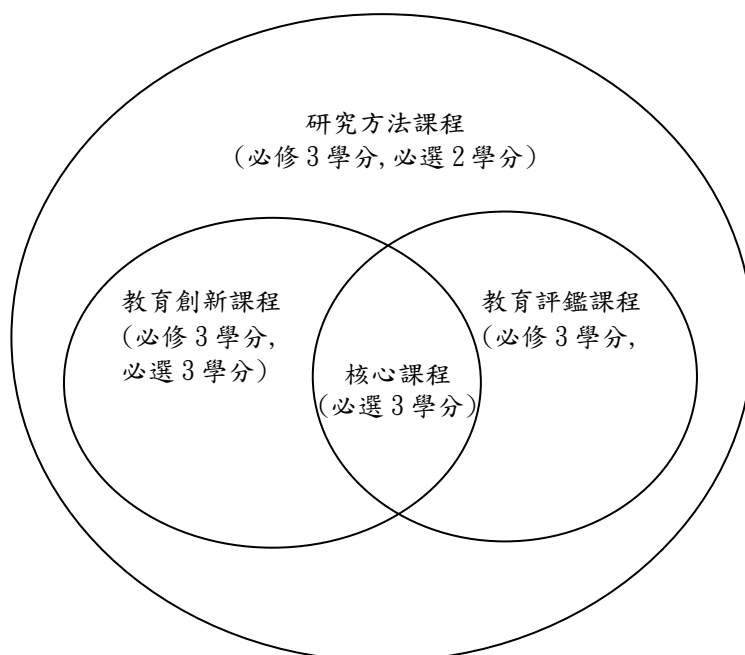 研究方法課程
(必修 3 學分, 必選 2 學分)
教育創新課程
(必修 3 學分,
必選 3 學分)
教育評鑑課程
(必修 3 學分,
核心課程
(必選 3 學分)